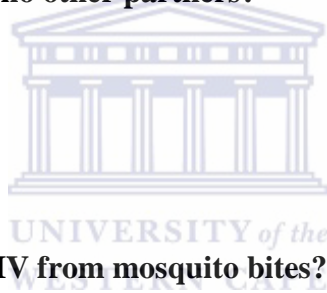 no other partners?
UNIVERSITY of the
IV from mosquito bites?
WESTERN CAPE